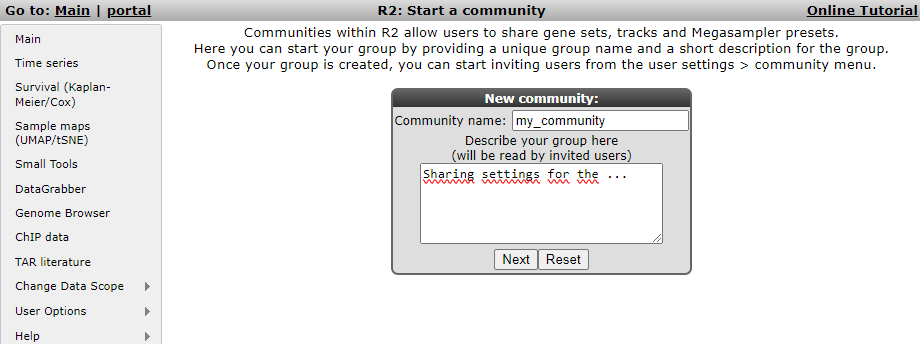 Go to: Main | portal
R2: Start a community
Online Tutorial
Main
Time series
Survival (Kaplan-
Meier/Cox)
Sample maps
(UMAP/tSNE)
Small Tools
DataGrabber
Genome Browser
ChIP data
TAR literature
Change Data Scope
User Options
Help
Communities within R2 allow users to share gene sets, tracks and Megasampler presets.
Here you can start your group by providing a unique group name and a short description for the group.
Once your group is created, you can start inviting users from the user settings > community menu.
New community:
Community name: my_community
Describe your group here
(will be read by invited users)
Sharing settings for the ...
Next Reset